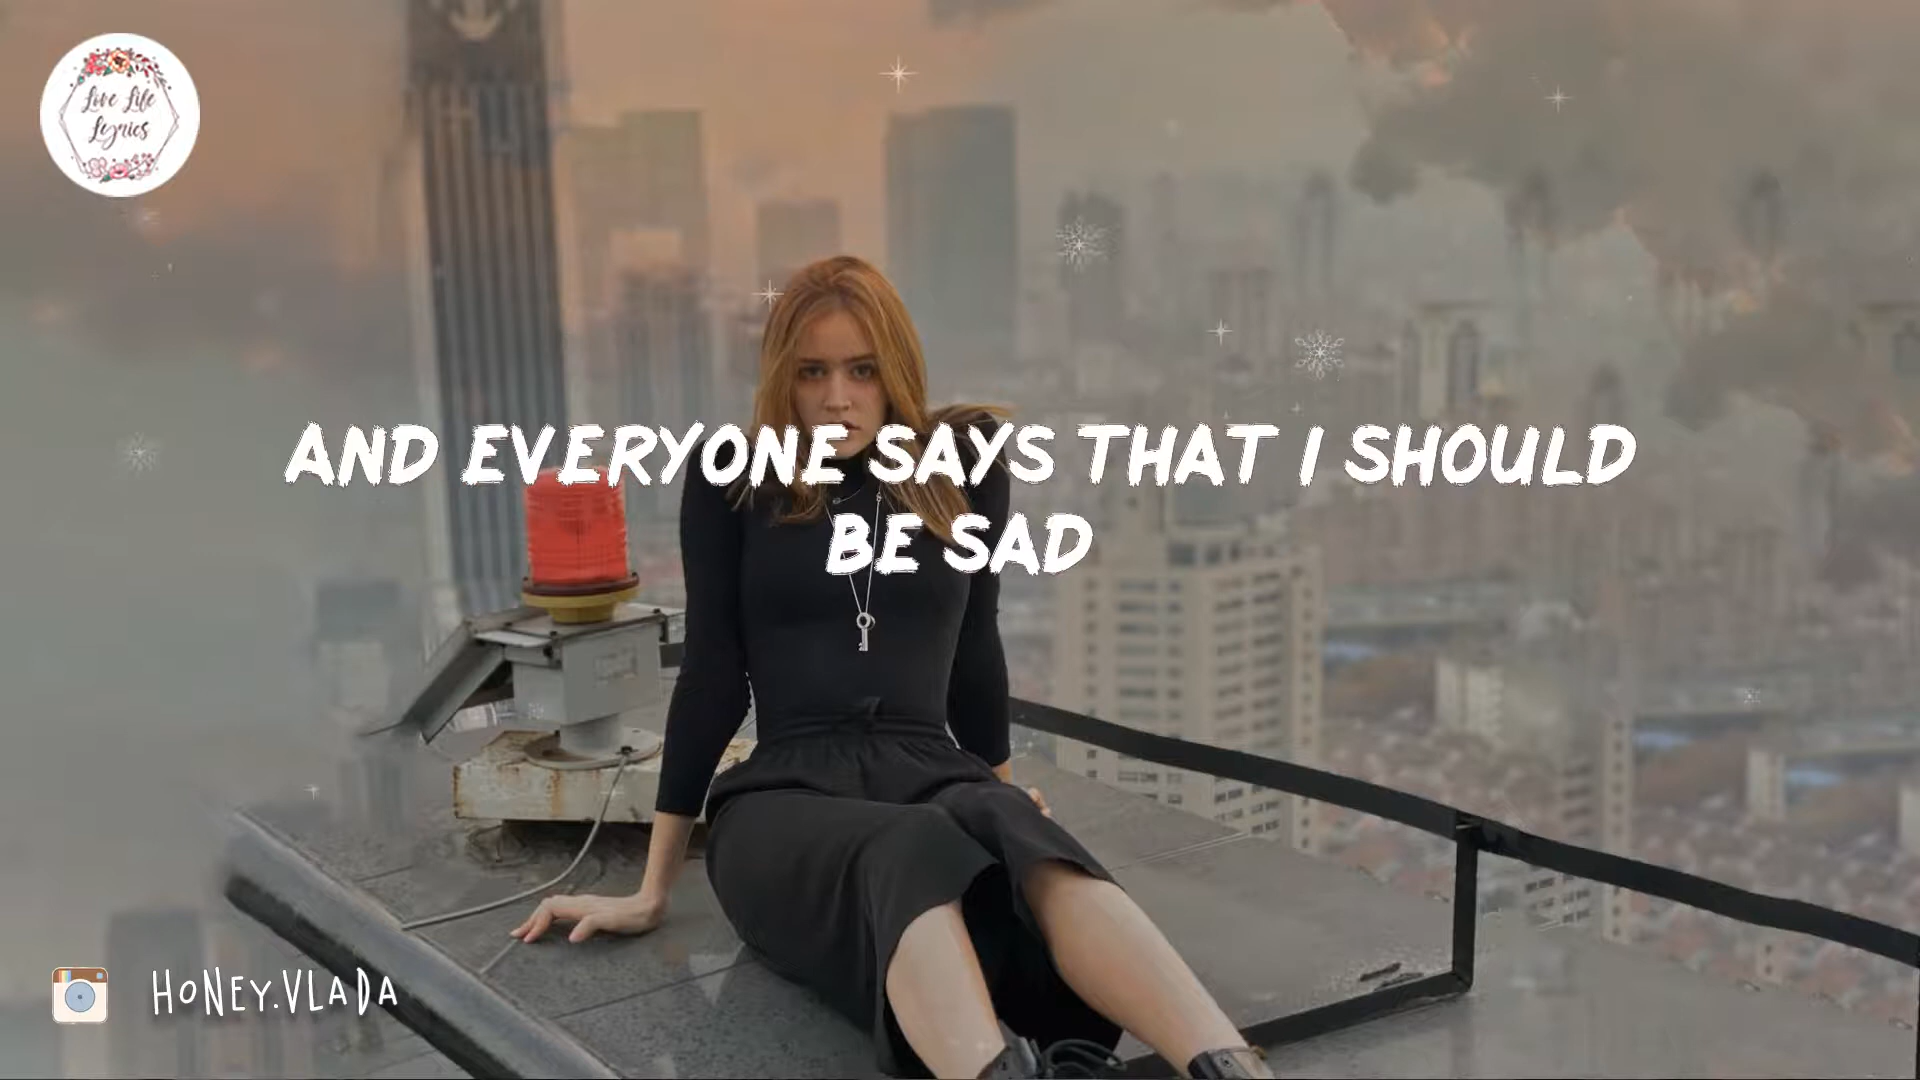 Love Life
Lyrics
AND EVERYONE SAYS THAT I SHOULD
BE SAD
HONEY.VLADA